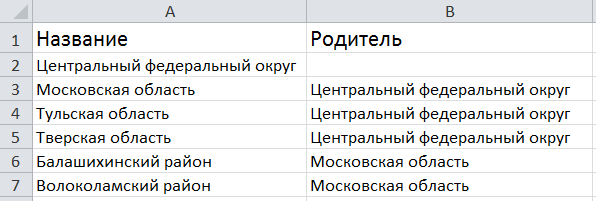 A B
1 Название Родитель
2 Центральный федеральный округ
3 Московская область Центральный федеральный округ
4 Тульская область Центральный федеральный округ
5 Тверская область Центральный федеральный округ
6 Балашихинский район Московская область
7 Волоколамский район Московская область